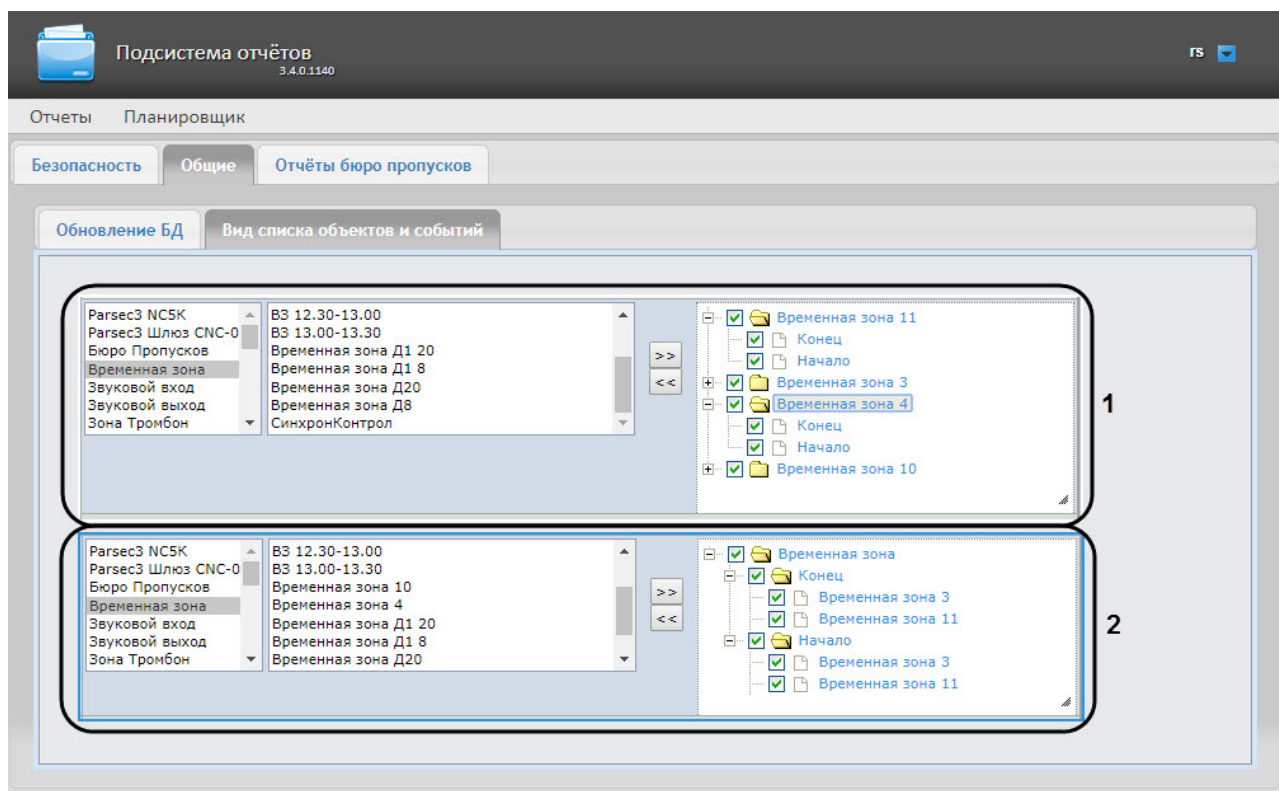 Подсистема отчётов
3.4.0.1140
rs
Отчеты Планировщик
Безопасность Общие Отчёты бюро пропусков
Обновление БД Вид списка объектов и событий
Parsec3 NC5K
Parsec3 Шлюз CNC-0
Бюро Пропусков
Временная зона
Звуковой вход
Звуковой выход
Зона Тромбон
ВЗ 12.30-13.00
ВЗ 13.00-13.30
Временная зона Д1 20
Временная зона Д1 8
Временная зона Д20
Временная зона Д8
СинхронКонтрол
>>
<<
Временная зона 11
Конец
Начало
Временная зона 3
Временная зона 4
Конец
Начало
Временная зона 10
1
Parsec3 NC5K
Parsec3 Шлюз CNC-0
Бюро Пропусков
Временная зона
Звуковой вход
Звуковой выход
Зона Тромбон
ВЗ 12.30-13.00
ВЗ 13.00-13.30
Временная зона 10
Временная зона 4
Временная зона Д1 20
Временная зона Д1 8
Временная зона Д20
>>
<<
Временная зона
Конец
Временная зона 3
Временная зона 11
Начало
Временная зона 3
Временная зона 11
2